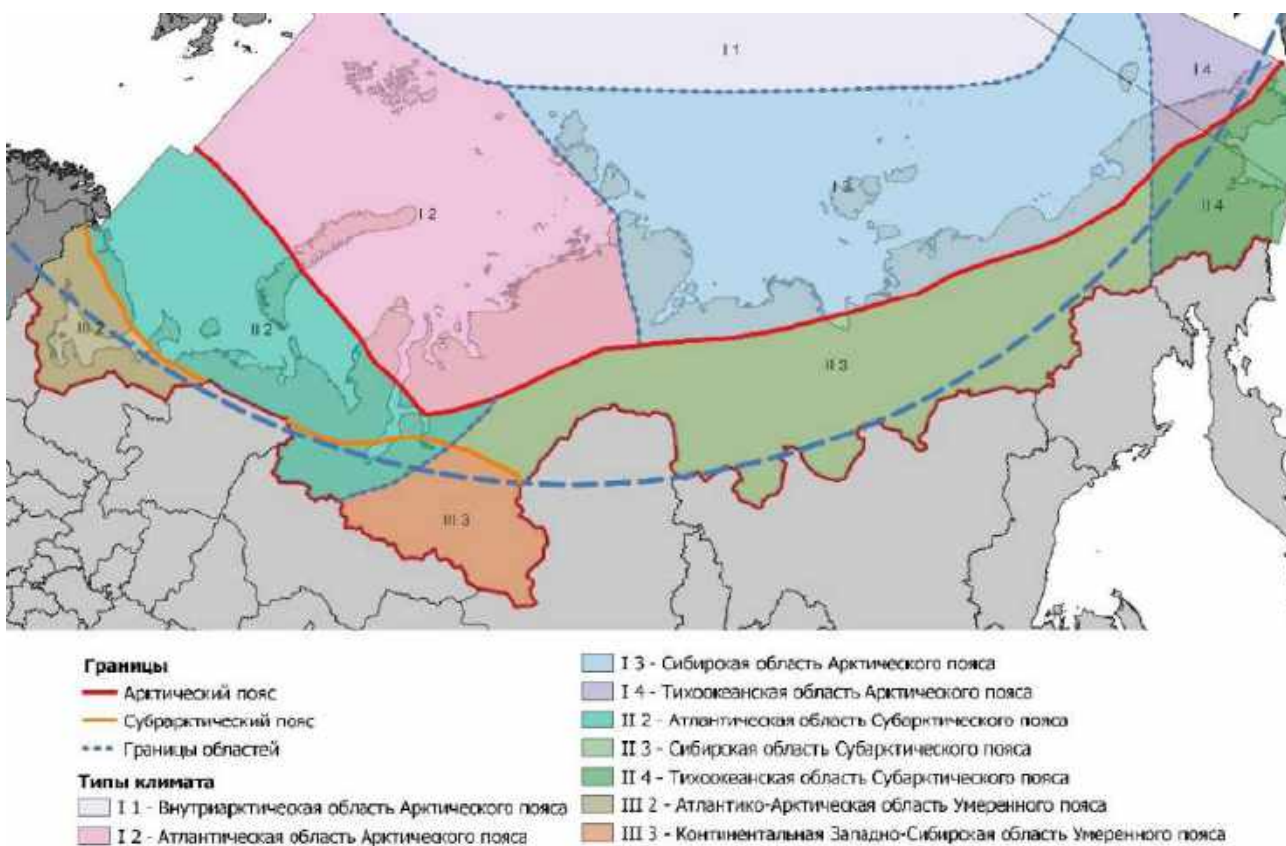 I 1
I 4
I 3
I 2
II 4
III 2
II 2
II 3
III 3
Границы
Арктический пояс
Субрарктический пояс
Границы областей
Типы климата
I 1 - Внутриарктическая область Арктического пояса
I 2 - Атлантическая область Арктического пояса
I 3 - Сибирская область Арктического пояса
I 4 - Тихоокеанская область Арктического пояса
II 2 - Атлантическая область Субарктического пояса
II 3 - Сибирская область Субарктического пояса
II 4 - Тихоокеанская область Субарктического пояса
III 2 - Атлантико-Арктическая область Умеренного пояса
III 3 - Континентальная Западно-Сибирская область Умеренного пояса